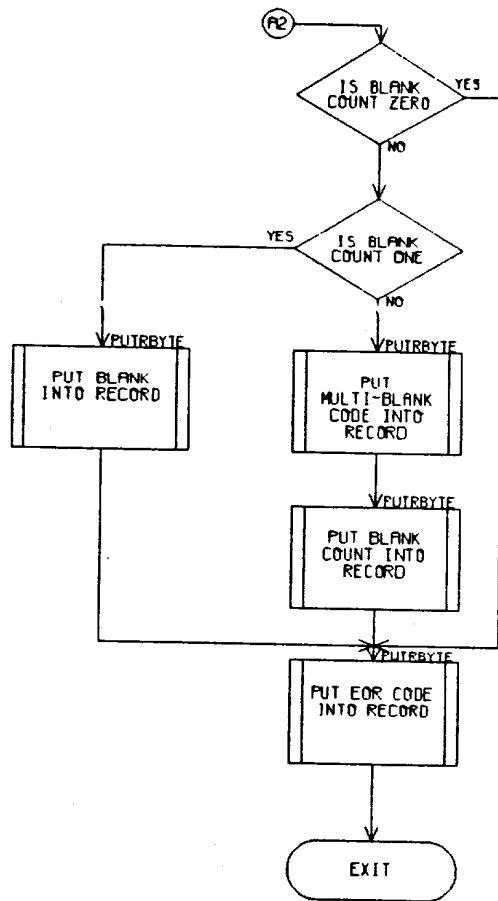 A2
IS BLANK
COUNT ZERO
YES
NO
IS BLANK
COUNT ONE
YES
NO
PUTRBYTE
PUT BLANK
INTO RECORD
PUTRBYTE
PUT
MULTI-BLANK
CODE INTO
RECORD
PUTRBYTE
PUT BLANK
COUNT INTO
RECORD
PUTRBYTE
PUT EOR CODE
INTO RECORD
EXIT